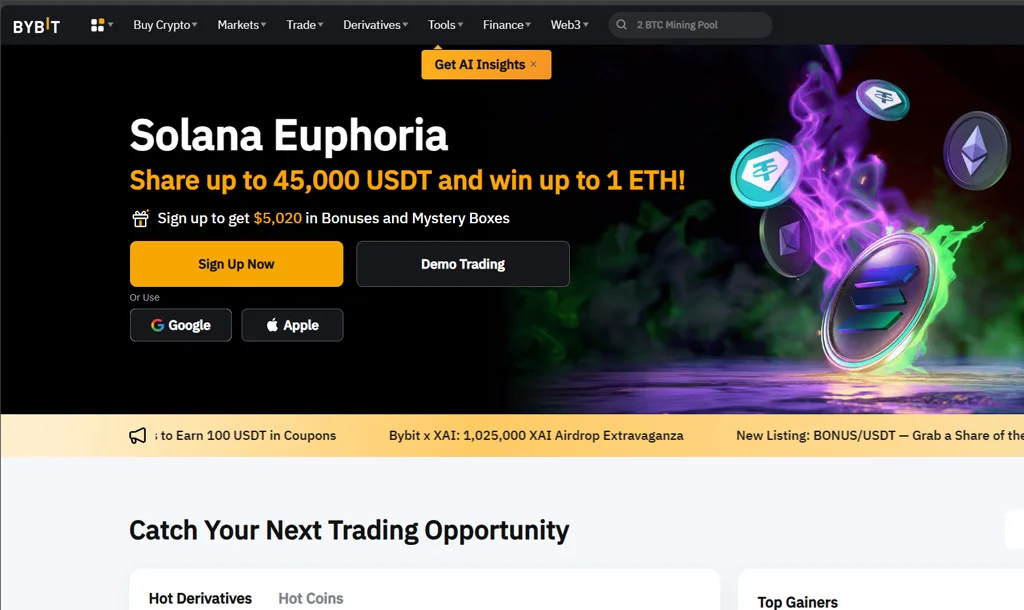 BYBIT
Buy Crypto Markets Trade Derivatives Tools Finance Web3 2 BTC Mining Pool
Get AI Insights ×
Solana Euphoria
Share up to 45,000 USDT and win up to 1 ETH!
Sign up to get $5,020 in Bonuses and Mystery Boxes
Sign Up Now Demo Trading
Or Use
Google Apple
s to Earn 100 USDT in Coupons Bybit x XAI: 1,025,000 XAI Airdrop Extravaganza New Listing: BONUS/USDT — Grab a Share of the
Catch Your Next Trading Opportunity
Hot Derivatives Hot Coins Top Gainers